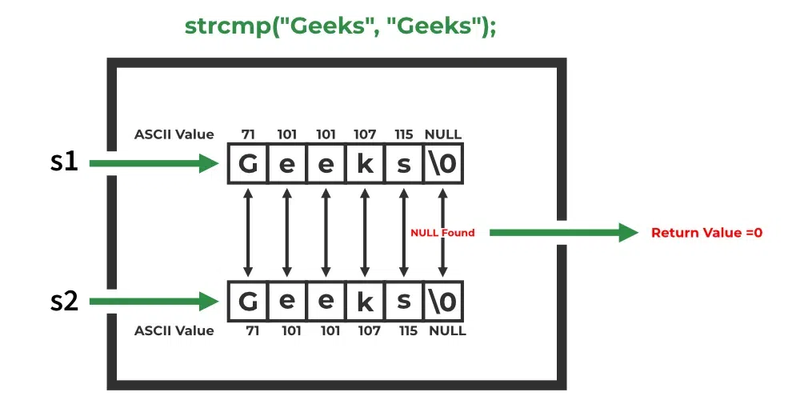 strcmp("Geeks", "Geeks");
ASCII Value 71 101 101 107 115 NULL
s1 G e e k s \0
NULL Found Return Value =0
s2 G e e k s \0
ASCII Value 71 101 101 107 115 NULL